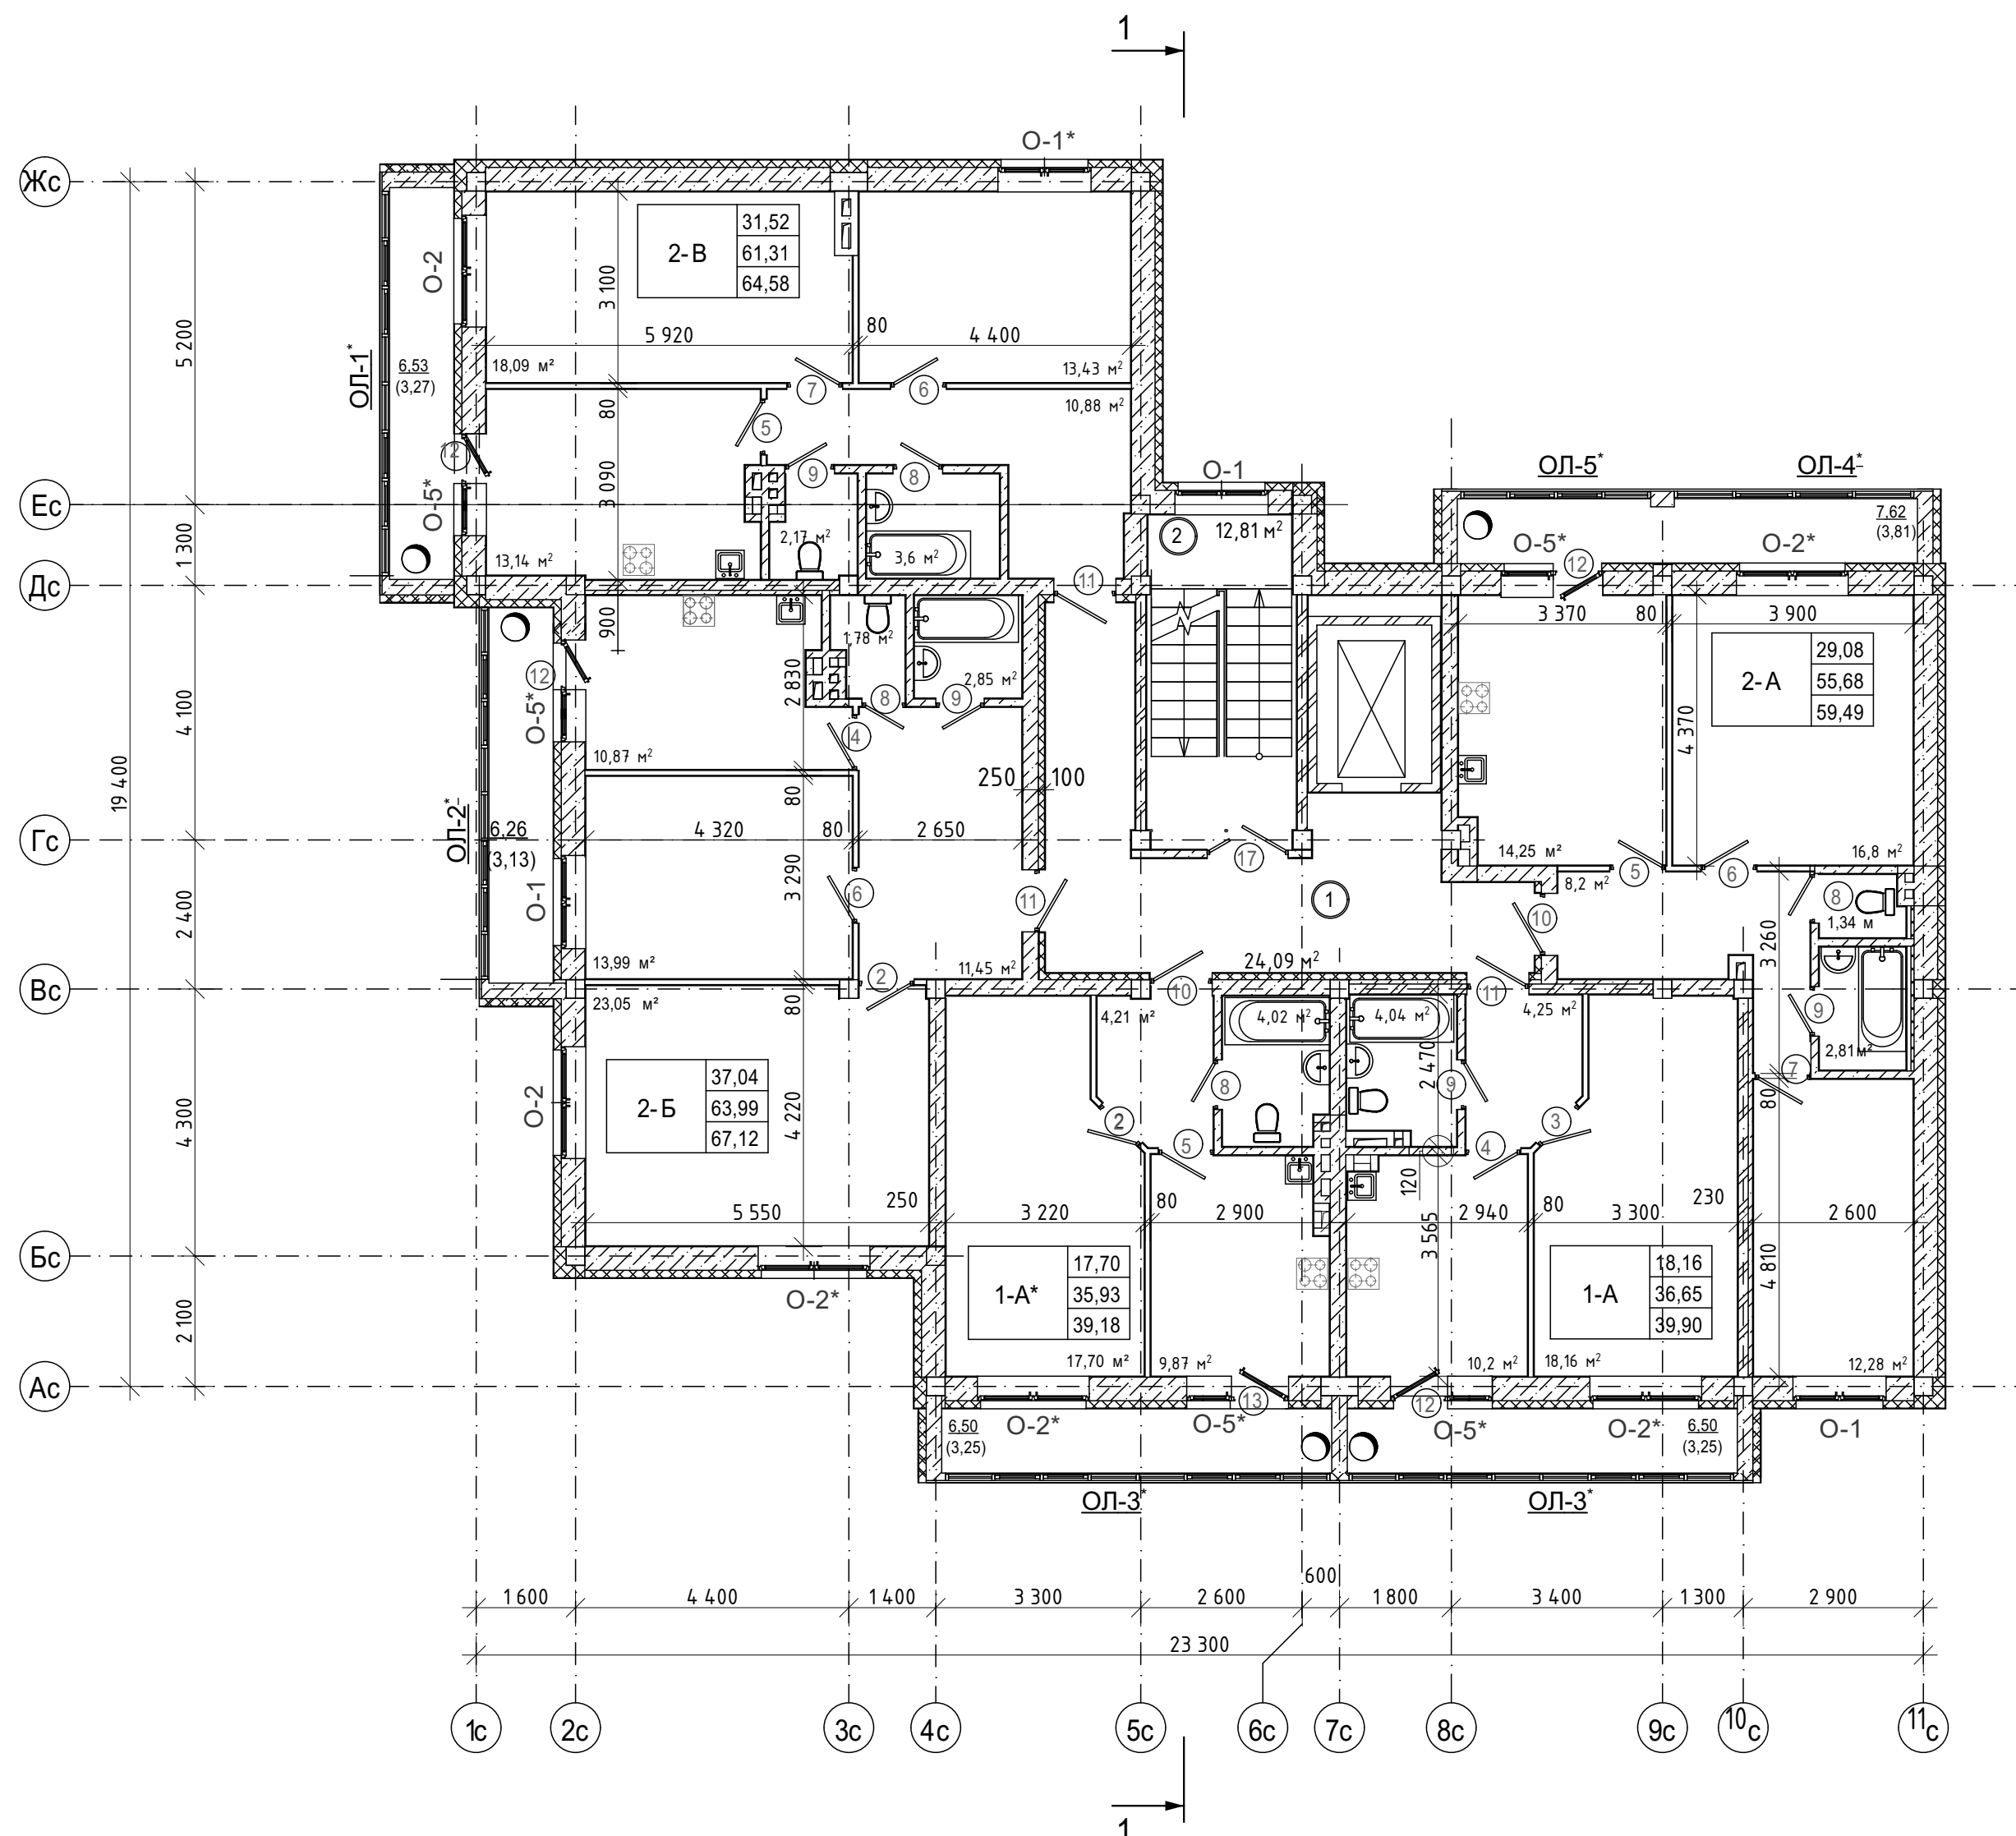 1
О-1*
Жс
2-В
31,52
61,31
64,58
О-2
3 100
5 200
80
5 920
4 400
ОЛ-1*
6,53
(3,27)
18,09 м²
13,43 м²
7
6
80
10,88 м²
5
12
9
8
О-1
ОЛ-5*
ОЛ-4*
3 090
О-5*
Ес
2,17 м²
3,6 м²
2
12,81 м²
7,62
(3,81)
1 300
13,14 м²
О-5*
12
О-2*
Дс
11
900
1,78 м²
3 370
80
3 900
2-А
29,08
55,68
59,49
12
2 830
2,85 м²
8
9
4 100
О-5*
4
4 370
19 400
10,87 м²
250
100
80
ОЛ-2*
6,26
(3,13)
Гс
4 320
80
2 650
17
14,25 м²
5
6
16,8 м²
8,2 м²
О-1
3 290
6
11
1
10
8
1,34 м
2 400
3 260
13,99 м²
2
11,45 м²
24,09 м²
Вс
23,05 м²
80
10
11
9
4,21 м²
4,02 м²
4,04 м²
4,25 м²
2,81м²
2 470
7
О-2
2-Б
37,04
63,99
67,12
8
9
80
4 300
4 220
2
5
4
3
120
250
80
80
230
5 550
3 220
2 900
2 940
3 300
2 600
3 565
Бс
1-А*
17,70
35,93
39,18
1-А
18,16
36,65
39,90
4 810
О-2*
2 100
17,70 м²
9,87 м²
10,2 м²
18,16 м²
12,28 м²
Ас
13
12
6,50
(3,25)
О-2*
О-5*
О-5*
О-2*
6,50
(3,25)
О-1
ОЛ-3*
ОЛ-3*
600
1 600
4 400
1 400
3 300
2 600
1 800
3 400
1 300
2 900
23 300
1с
2с
3с
4с
5с
6с
7с
8с
9с
10с
11с
1